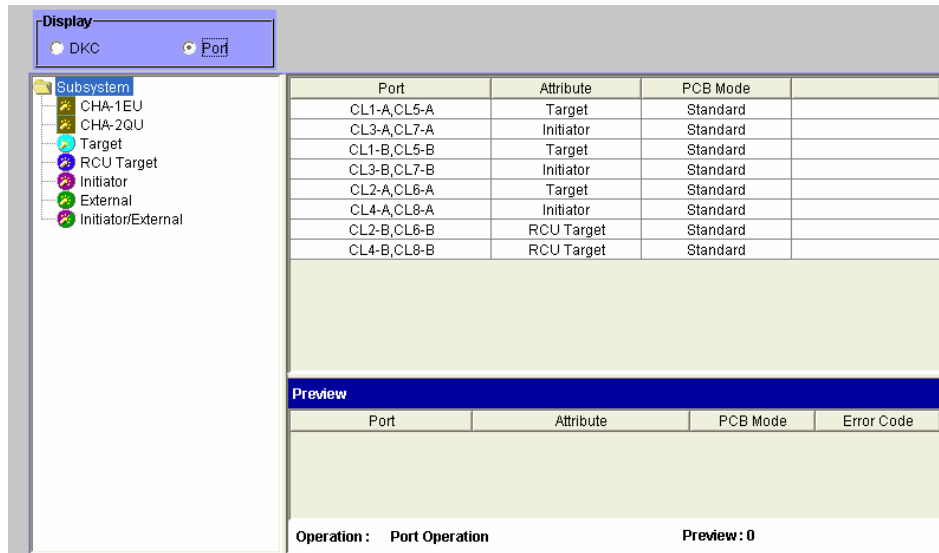 Display
DKC Port
Subsystem
CHA-1EU
CHA-2QU
Target
RCU Target
Initiator
External
Initiator/External
Port Attribute PCB Mode
CL1-A,CL5-A Target Standard
CL3-A,CL7-A Initiator Standard
CL1-B,CL5-B Target Standard
CL3-B,CL7-B Initiator Standard
CL2-A,CL6-A Target Standard
CL4-A,CL8-A Initiator Standard
CL2-B,CL6-B RCU Target Standard
CL4-B,CL8-B RCU Target Standard
Preview
Port Attribute PCB Mode Error Code
Operation : Port Operation Preview : 0